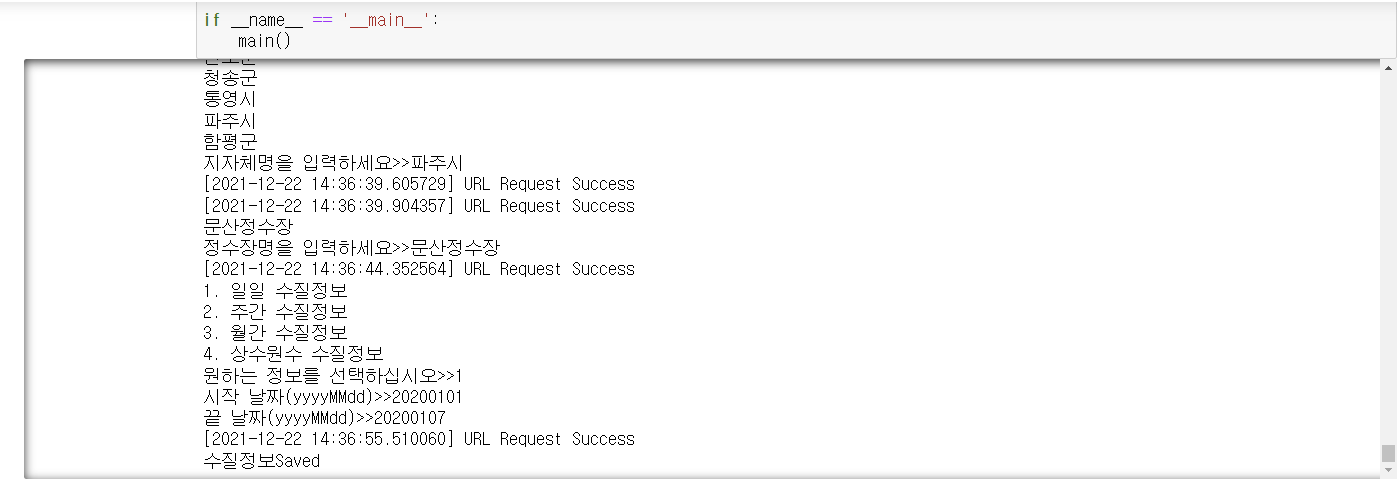 if __name__ == '__main__':
    main()
청송군
통영시
파주시
함평군
지자체명을 입력하세요>>파주시
[2021-12-22 14:36:39.605729] URL Request Success
[2021-12-22 14:36:39.904357] URL Request Success
문산정수장
정수장명을 입력하세요>>문산정수장
[2021-12-22 14:36:44.352564] URL Request Success
1. 일일 수질정보
2. 주간 수질정보
3. 월간 수질정보
4. 상수원수 수질정보
원하는 정보를 선택하십시오>>1
시작 날짜(yyyyMMdd)>>20200101
끝 날짜(yyyyMMdd)>>20200107
[2021-12-22 14:36:55.510060] URL Request Success
수질정보Saved